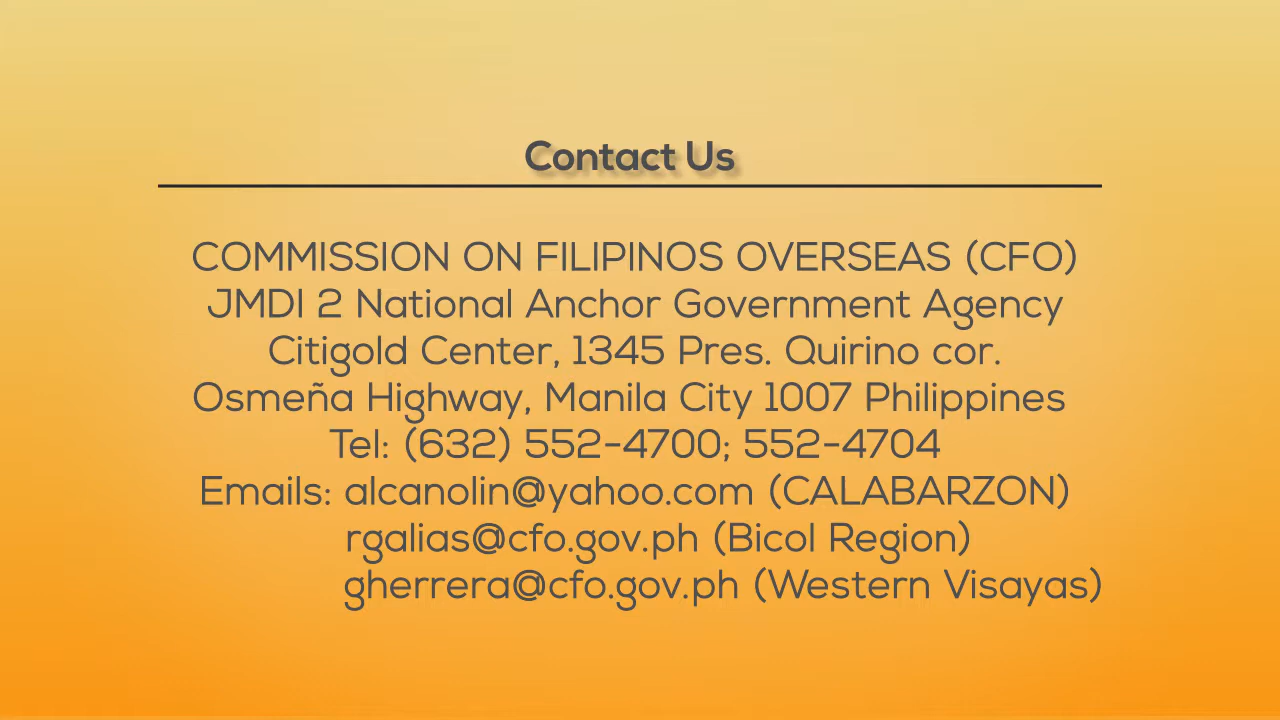 Contact Us
COMMISSION ON FILIPINOS OVERSEAS (CFO)
JMDI 2 National Anchor Government Agency
Citigold Center, 1345 Pres. Quirino cor.
Osmeña Highway, Manila City 1007 Philippines
Tel: (632) 552-4700; 552-4704
Emails: alcanolin@yahoo.com (CALABARZON)
rgalias@cfo.gov.ph (Bicol Region)
gherrera@cfo.gov.ph (Western Visayas)